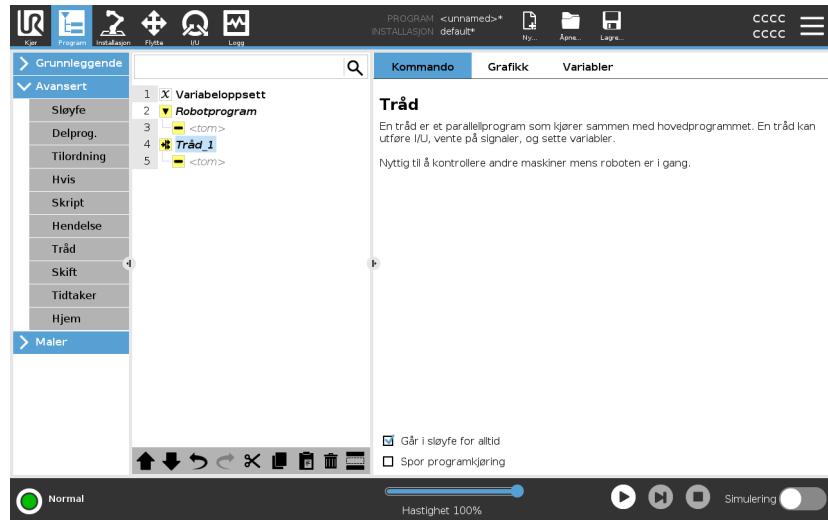 UR
PROGRAM <unnamed>*
INSTALLASJON default*
Kjør Program Installasjon Flytte I/U Logg
Ny... Åpne... Lagre...
cccc
cccc
Grunnleggende
Avansert
Sløyfe
Delprog.
Tilordning
Hvis
Skript
Hendelse
Tråd
Skift
Tidtaker
Hjem
Maler
1 X Variabeloppsett
2 Robotprogram
3 <tom>
4 Tråd_1
5 <tom>
Kommando Grafikk Variabler
Tråd
En tråd er et parallellprogram som kjører sammen med hovedprogrammet. En tråd kan
utføre I/U, vente på signaler, og sette variabler.
Nyttig til å kontrollere andre maskiner mens roboten er i gang.
Går i sløyfe for alltid
Spor programkjøring
Normal
Hastighet 100%
Simulering